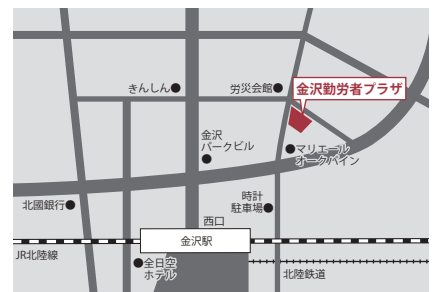 きんしん
労災会館
金沢勤労者プラザ
金沢
パークビル
マリエール
オークパイン
北國銀行
時計
駐車場
西口
金沢駅
JR北陸線
全日空
ホテル
北陸鉄道